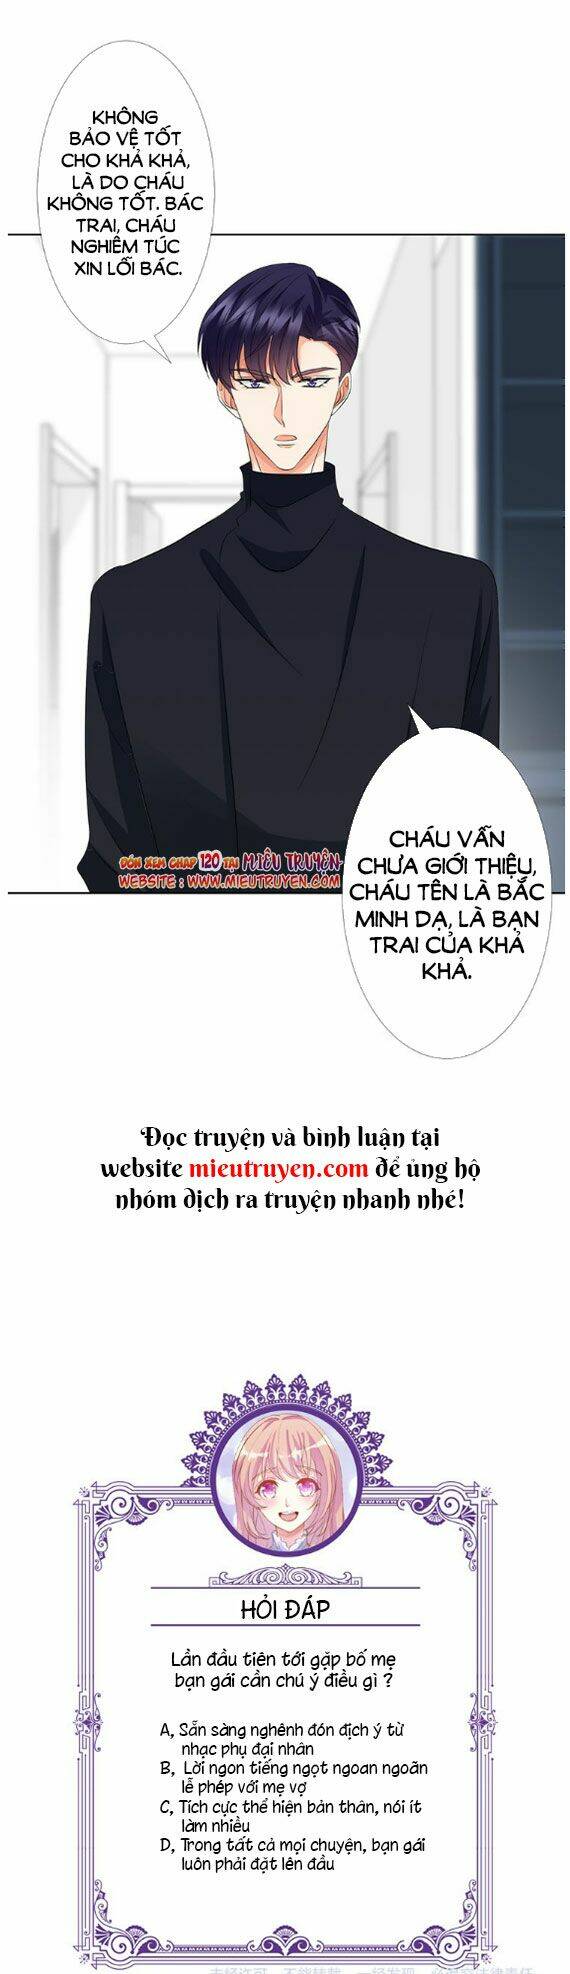 KHÔNG
BẢO VỆ TỐT
CHO KHẢ KHẢ,
LÀ DO CHÁU
KHÔNG TỐT. BÁC
TRAI, CHÁU
NGHIÊM TÚC
XIN LỖI BÁC.
ĐÓN XEM CHAP 120 TẠI MIÊU TRUYỆN
WEBSITE : WWW.MIEUTRUYEN.COM
CHÁU VẪN
CHƯA GIỚI THIỆU,
CHÁU TÊN LÀ BẮC
MINH DẠ, LÀ BẠN
TRAI CỦA KHẢ
KHẢ.
Đọc truyện và bình luận tại
website mieutruyen.com để ủng hộ
nhóm dịch ra truyện nhanh nhé!
HỎI ĐÁP
Lần đầu tiên tới gặp bố mẹ
bạn gái cần chú ý điều gì ?
A, Sẵn sàng nghênh đón địch ý từ
nhạc phụ đại nhân
B, Lời ngon tiếng ngọt ngoan ngoãn
lễ phép với mẹ vợ
C, Tích cực thể hiện bản thân, nói ít
làm nhiều
D, Trong tất cả mọi chuyện, bạn gái
luôn phải đặt lên đầu